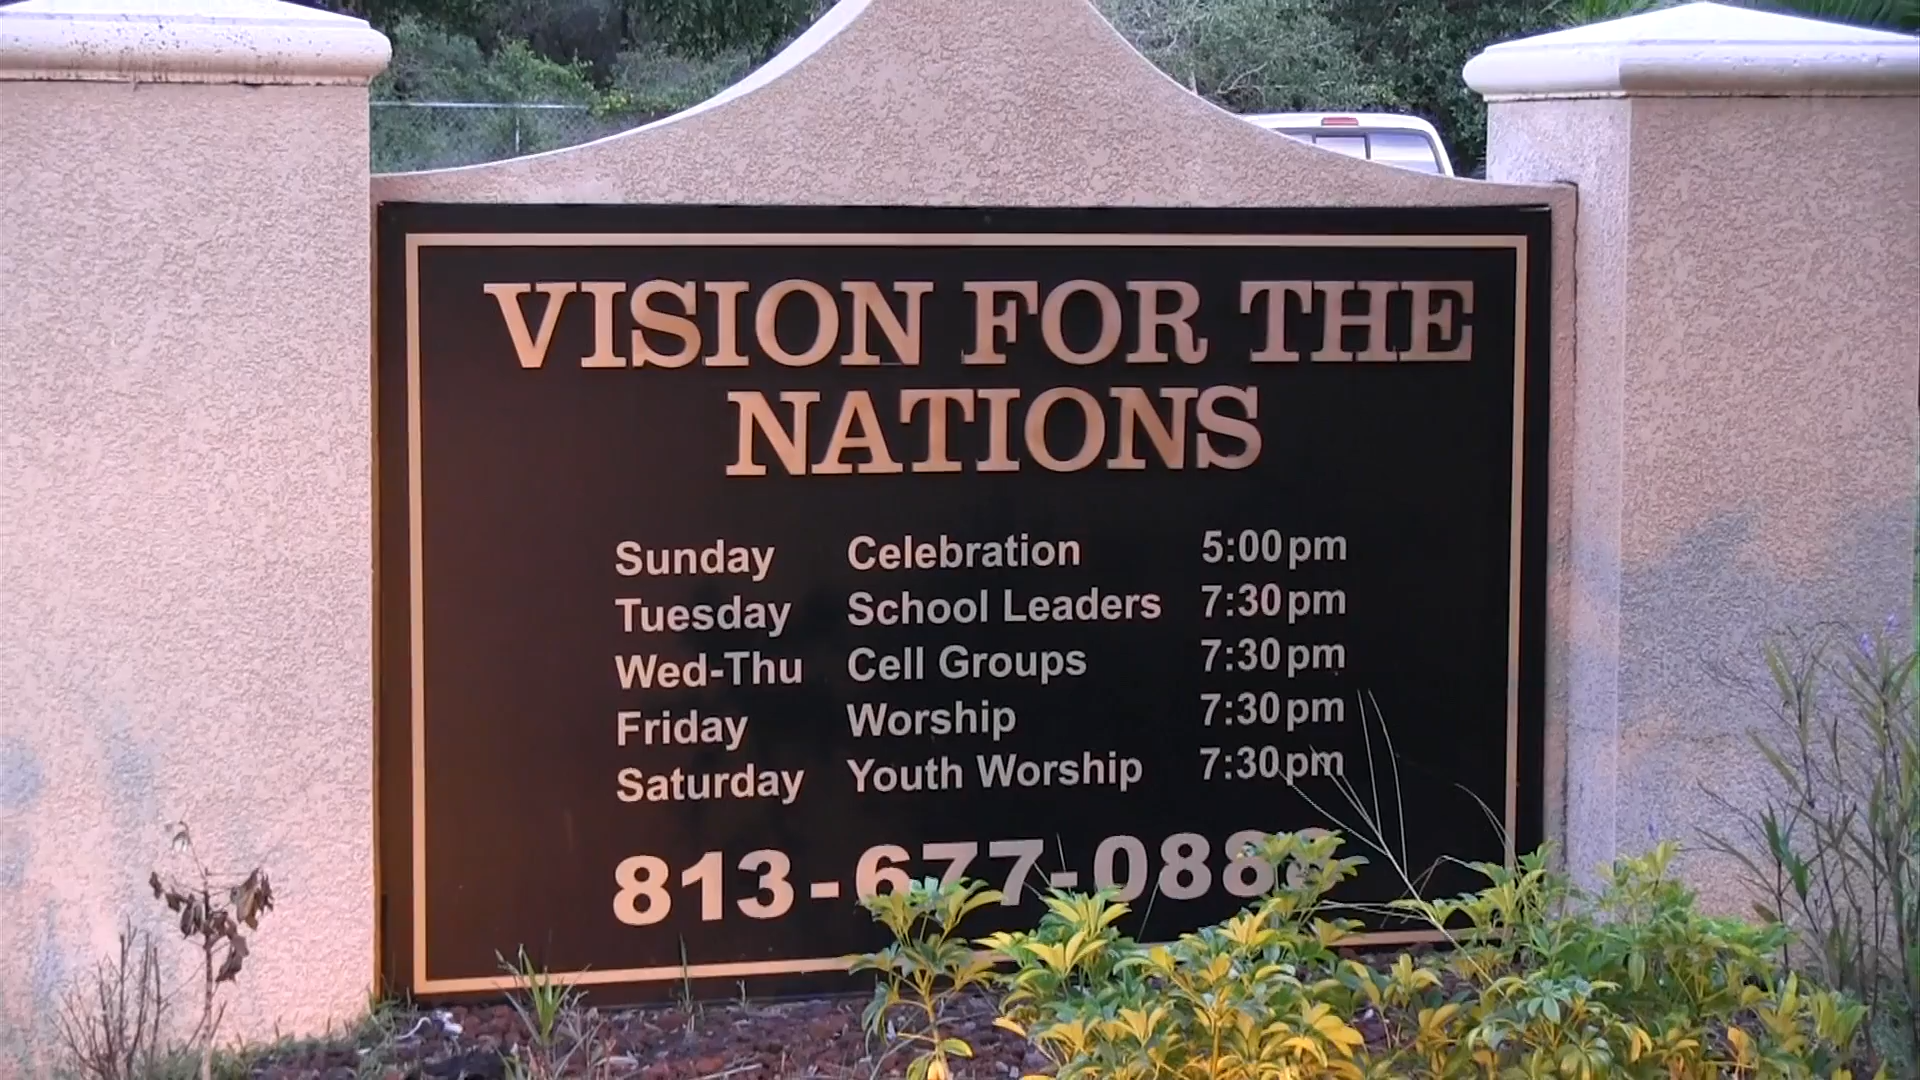 VISION FOR THE
NATIONS
Sunday Celebration 5:00 pm
Tuesday School Leaders 7:30 pm
Wed-Thu Cell Groups 7:30 pm
Friday Worship 7:30 pm
Saturday Youth Worship 7:30 pm
813-677-0888